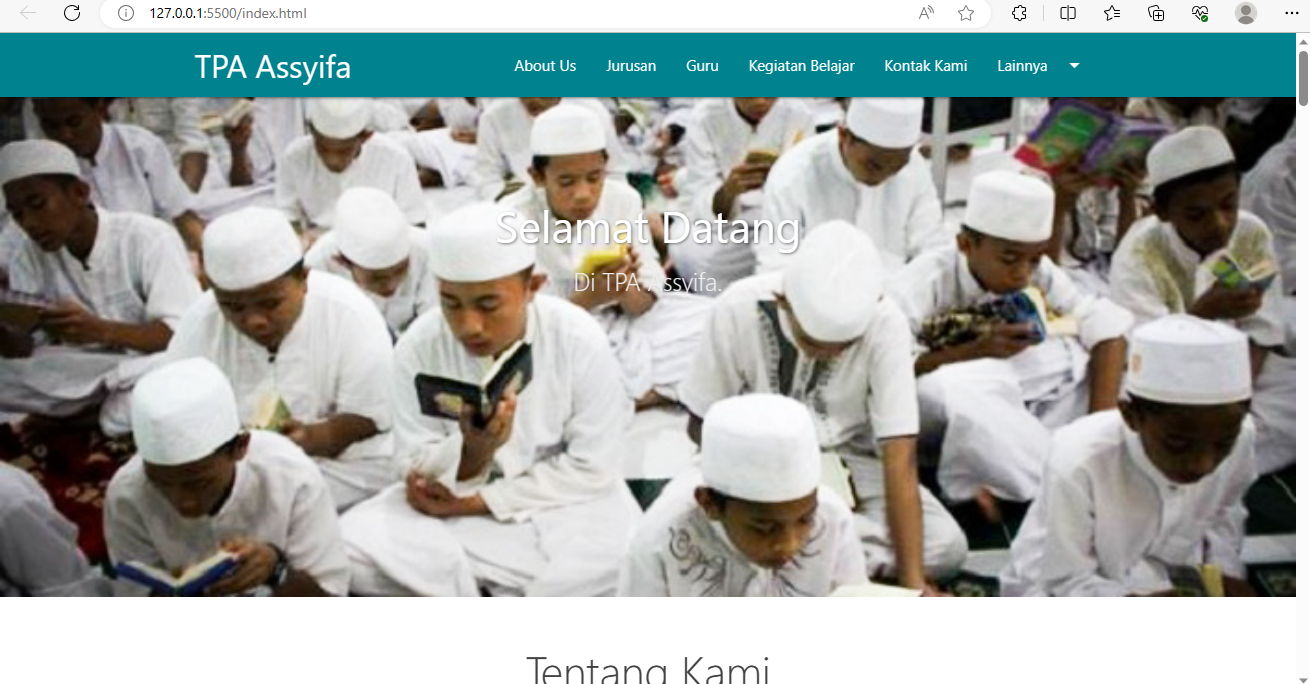 127.0.0.1:5500/index.html
TPA Assyifa
About Us Jurusan Guru Kegiatan Belajar Kontak Kami Lainnya
Selamat Datang
Di TPA Assyifa.
Tentang Kami